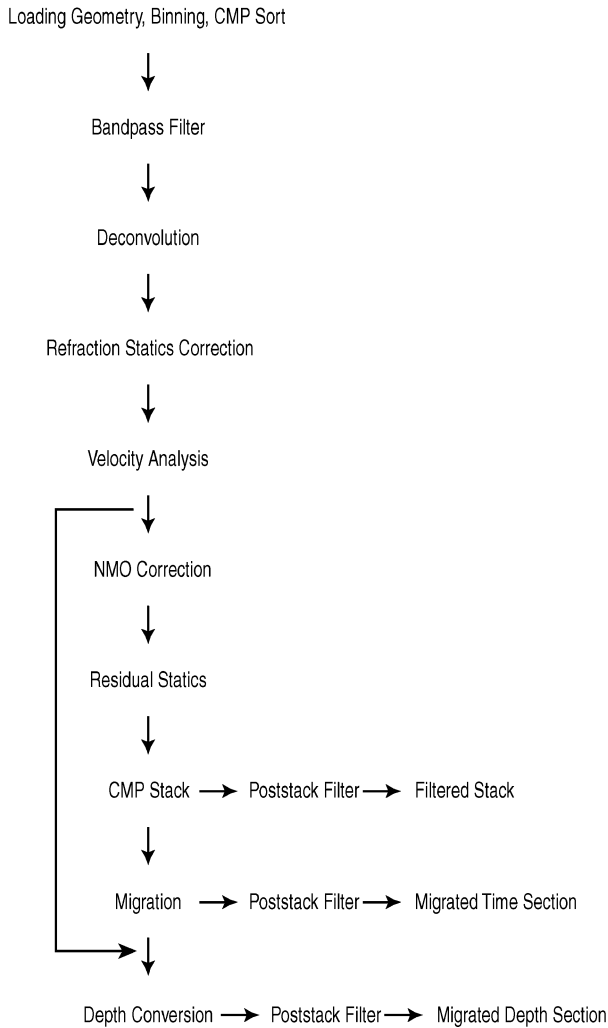 Loading Geometry, Binning, CMP Sort
Bandpass Filter
Deconvolution
Refraction Statics Correction
Velocity Analysis
NMO Correction
Residual Statics
CMP Stack Poststack Filter Filtered Stack
Migration Poststack Filter Migrated Time Section
Depth Conversion Poststack Filter Migrated Depth Section